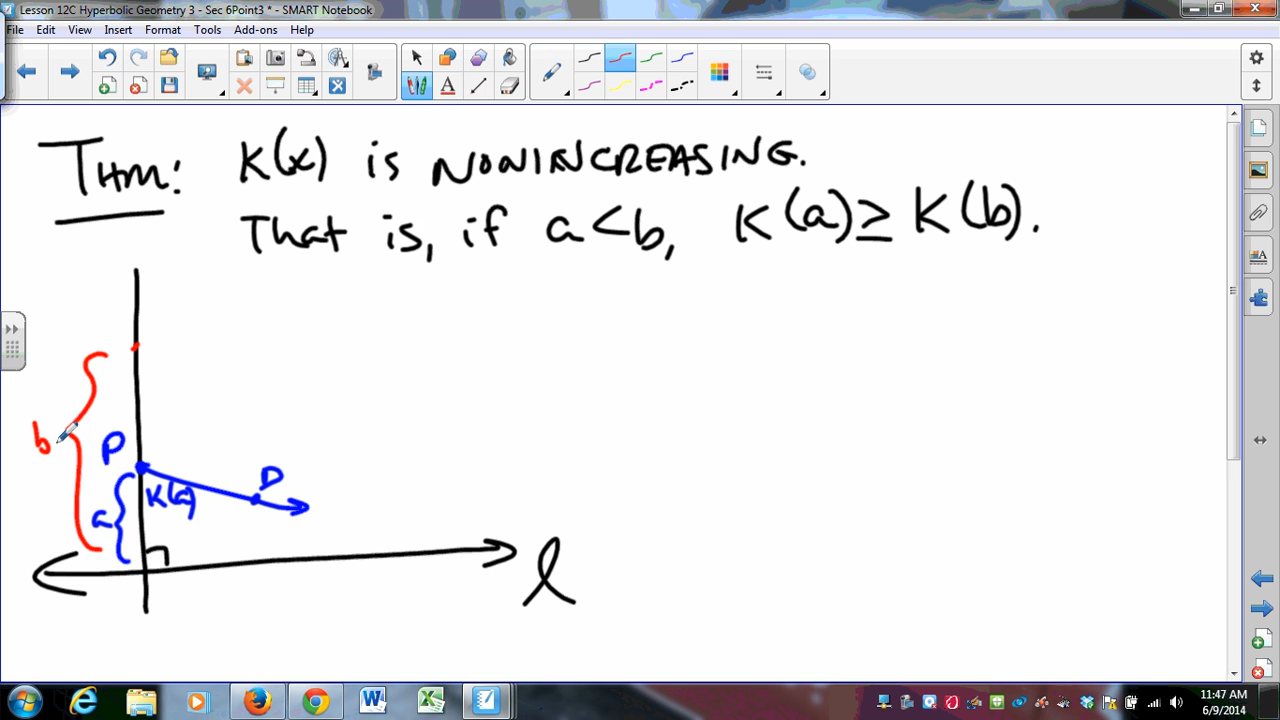 Lesson 12C Hyperbolic Geometry 3 - Sec 6Point3 * - SMART Notebook
File Edit View Insert Format Tools Add-ons Help
THM: K(x) is NONINCREASING.
That is, if a<b, K(a)≥K(b).
b
P
D
K(a)
a
l
11:47 AM
6/9/2014